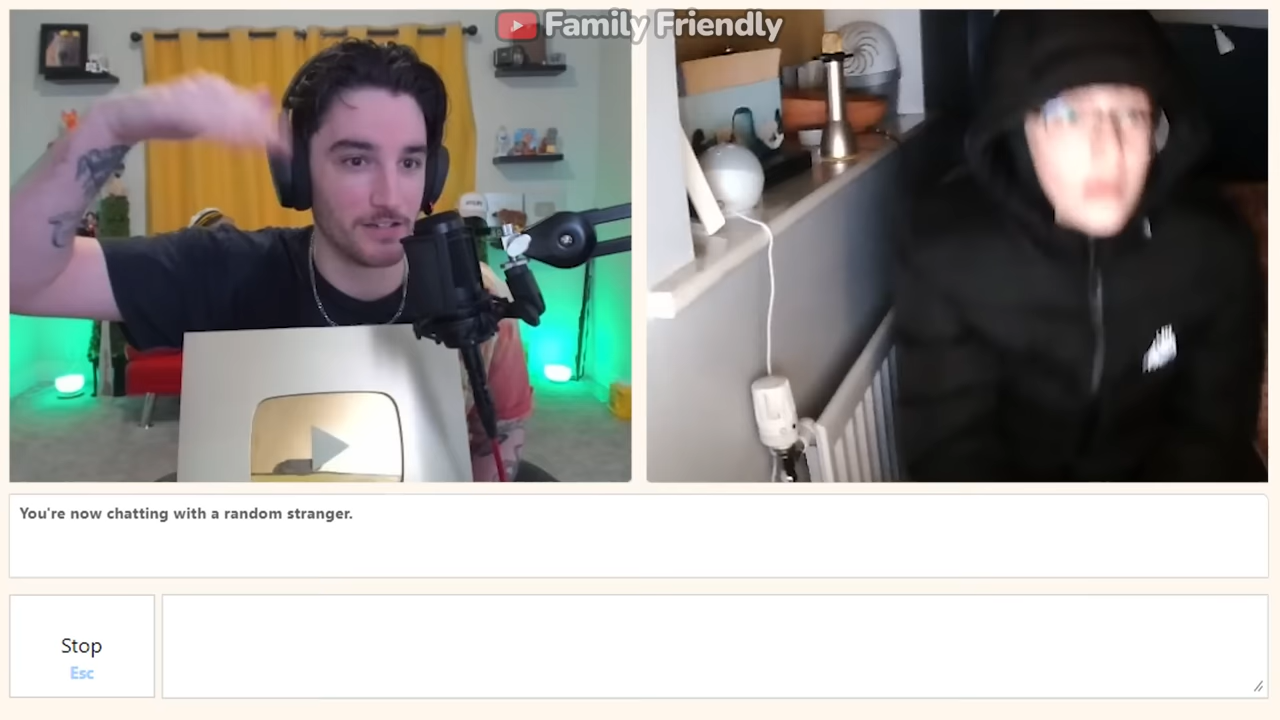 Family Friendly
You're now chatting with a random stranger.
Stop
Esc